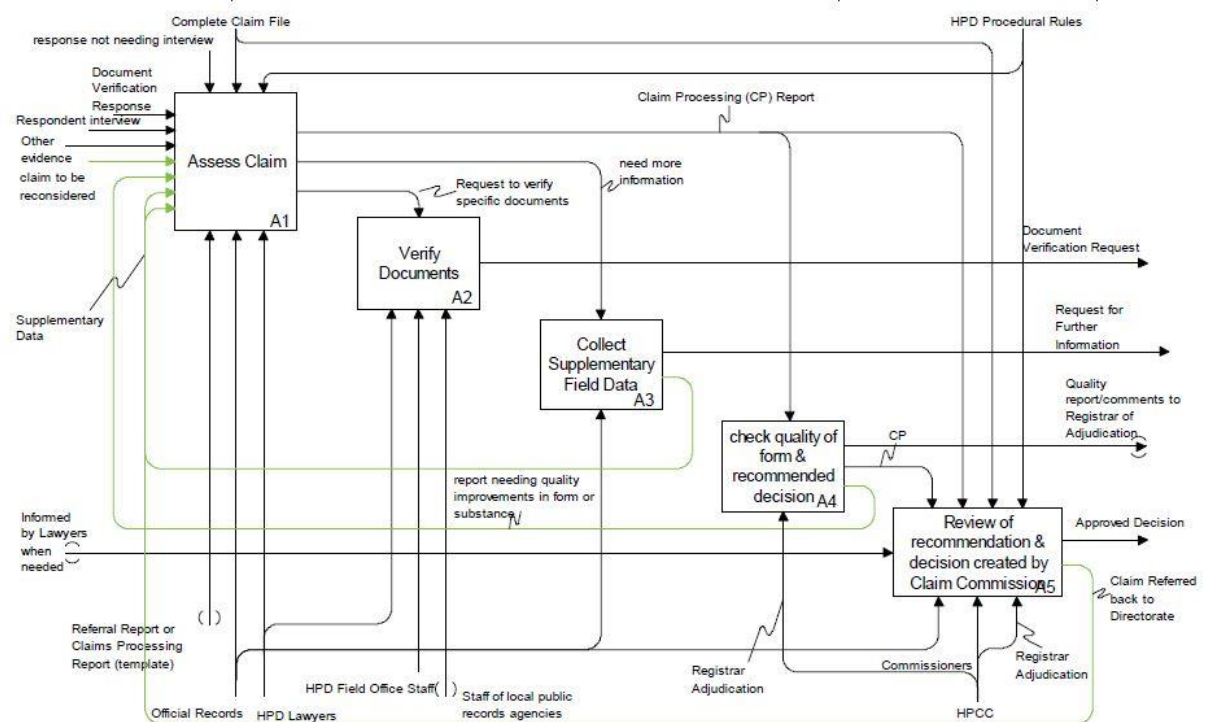 Complete Claim File
HPD Procedural Rules
response not needing interview
Document
Verification
Response
Respondent interview
Other
evidence
claim to be
reconsidered
Assess Claim
A1
Claim Processing (CP) Report
need more
information
Request to verify
specific documents
Verify
Documents
A2
Document
Verification Request
Supplementary
Data
Request for
Further
Information
Collect
Supplementary
Field Data
A3
Quality
report/comments to
Registrar of
Adjudication
check quality of
form &
recommended
decision
A4
CP
report needing quality
improvements in form or
substance
Informed
by Lawyers
when
needed
Review of
recommendation &
decision created by
Claim Commission
A5
Approved Decision
Claim Referred
back to
Directorate
Referral Report or
Claims Processing
Report (template)
Registrar
Adjudication
Commissioners
Registrar
Adjudication
HPD Field Office Staff
Staff of local public
records agencies
Official Records
HPD Lawyers
HPCC